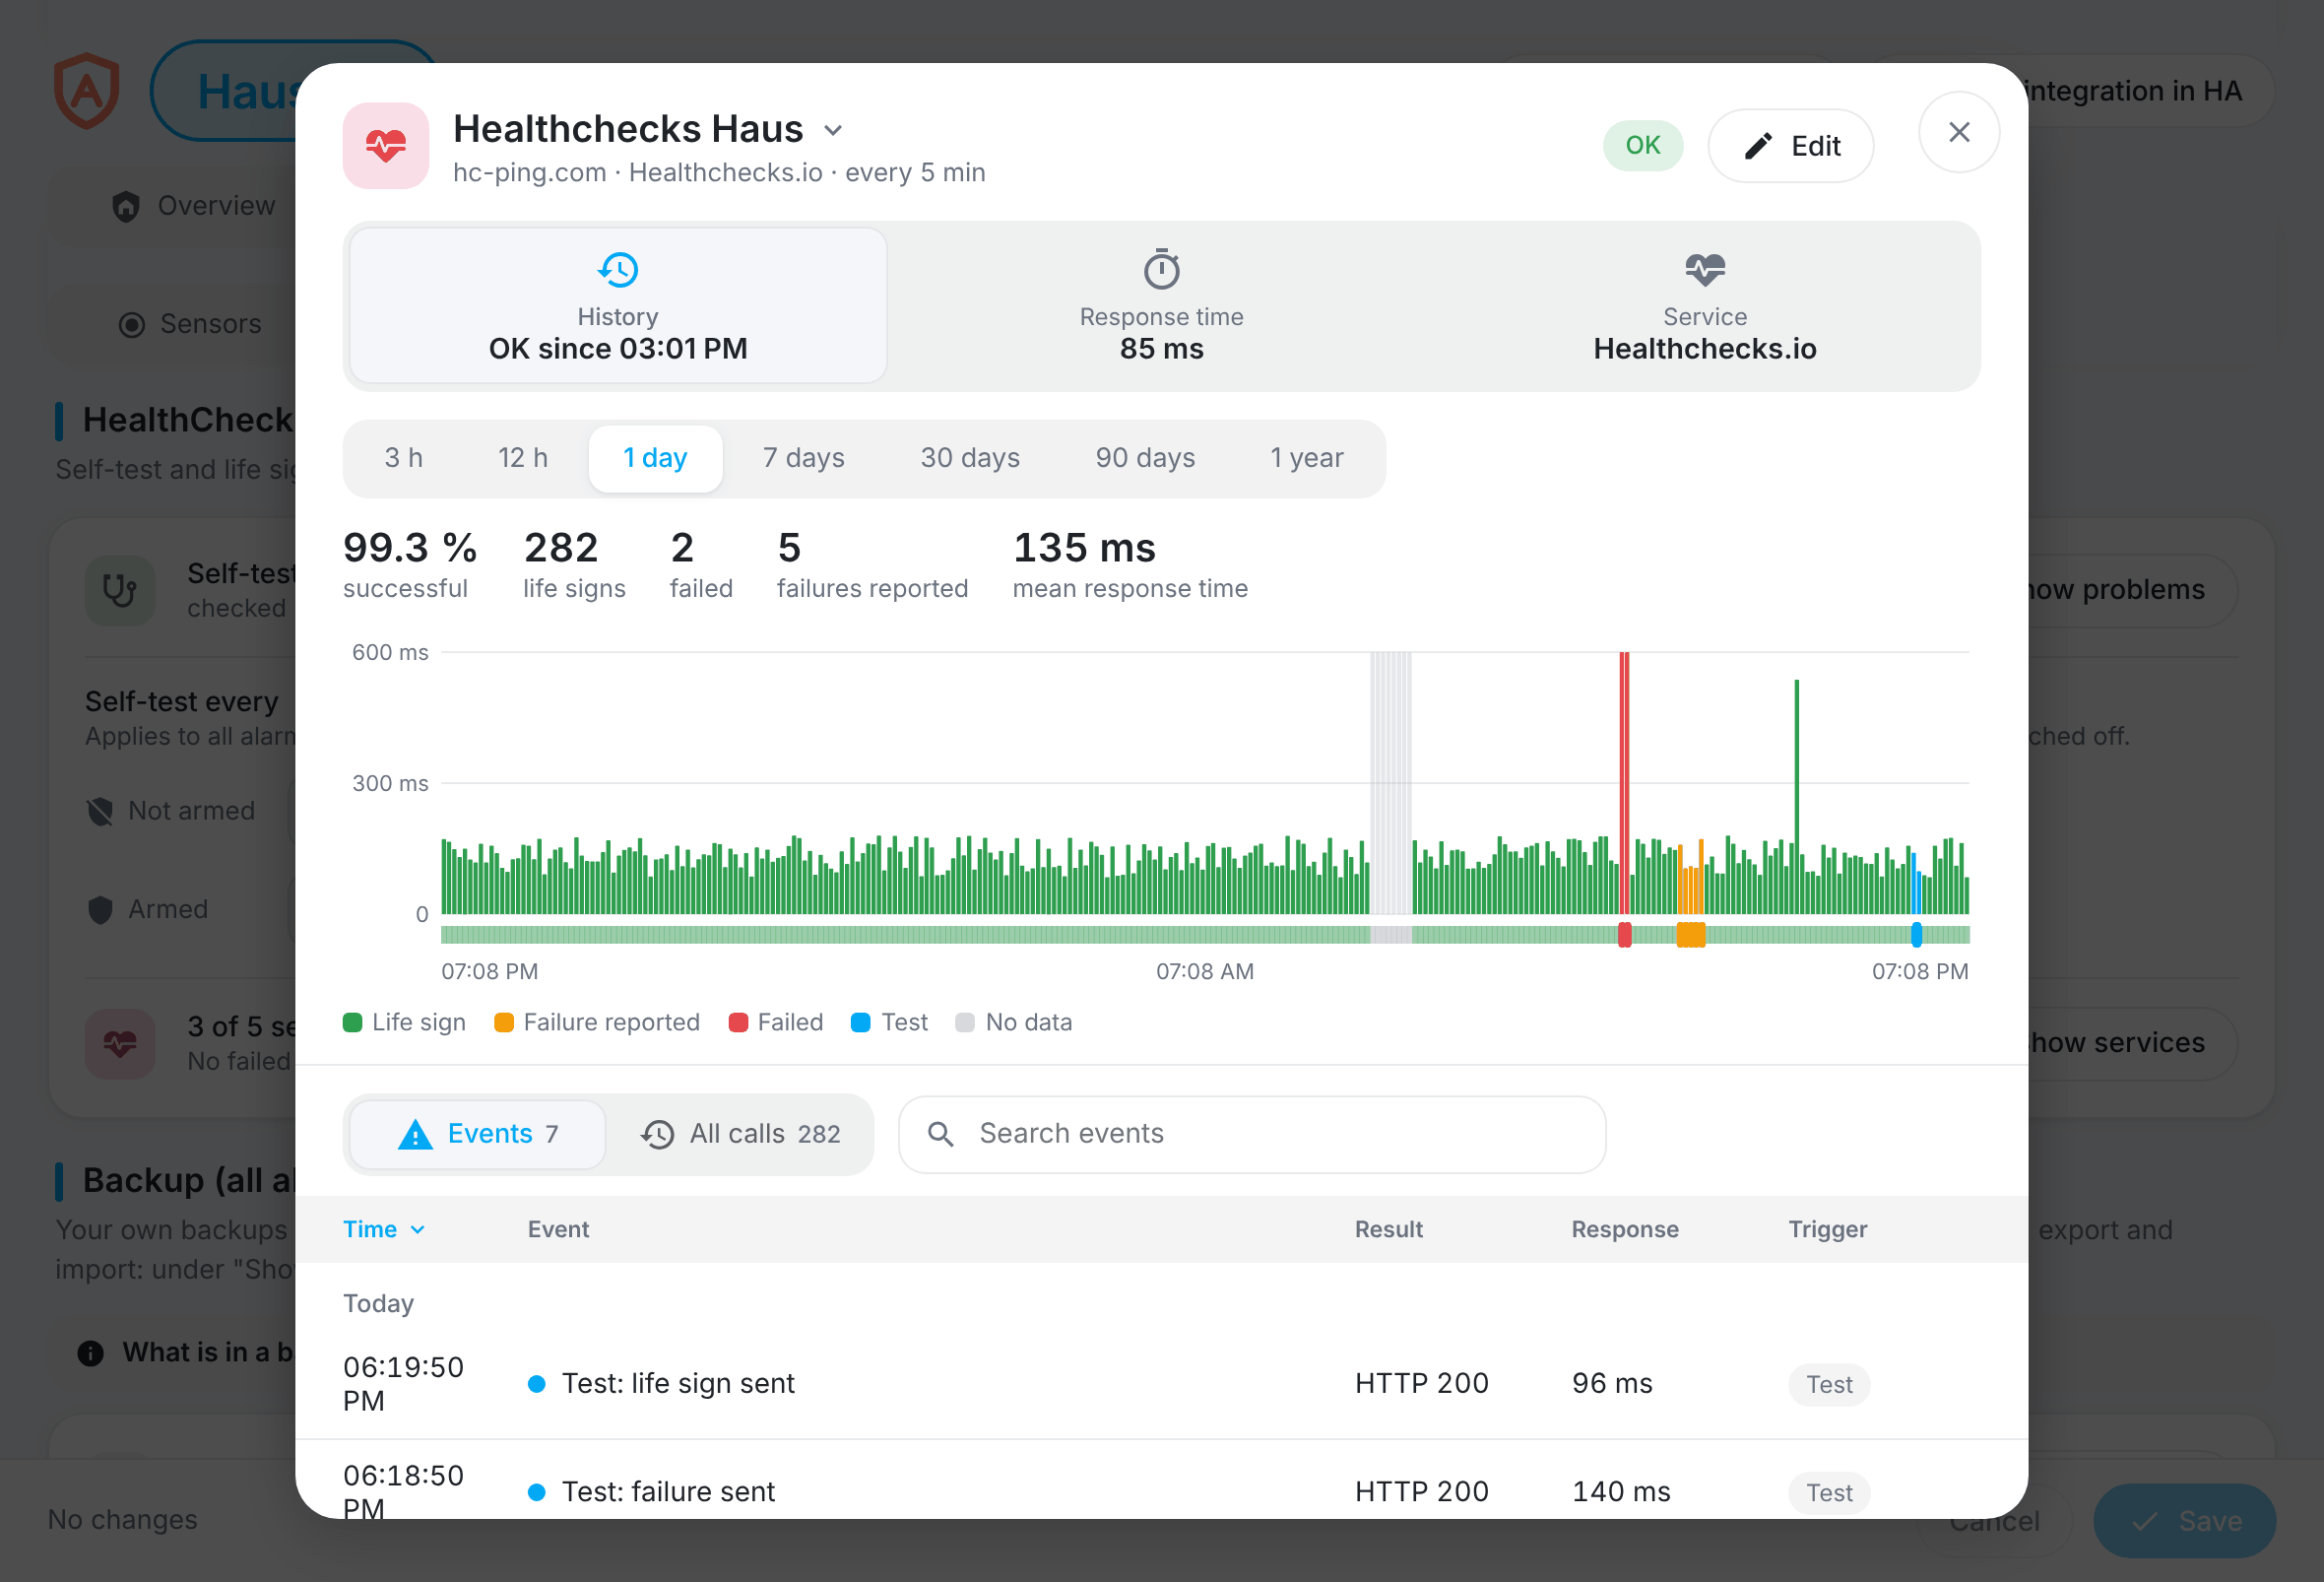 Haus
integration in HA
Healthchecks Haus
hc-ping.com · Healthchecks.io · every 5 min
OK
Edit
Overview
Sensors
History
OK since 03:01 PM
Response time
85 ms
Service
Healthchecks.io
HealthCheck
Self-test and life
3 h
12 h
1 day
7 days
30 days
90 days
1 year
99.3 %
successful
282
life signs
2
failed
5
failures reported
135 ms
mean response time
Self-test
checked
how problems
Self-test every
Applies to all alarm
ched off.
Not armed
Armed
600 ms
300 ms
0
07:08 PM
07:08 AM
07:08 PM
Life sign
Failure reported
Failed
Test
No data
3 of 5 se
No failed
how services
Events 7
All calls 282
Search events
Backup (all al
Your own backups
export and
import: under "Sho
Time
Event
Result
Response
Trigger
Today
What is in a b
06:19:50
PM
Test: life sign sent
HTTP 200
96 ms
Test
06:18:50
PM
Test: failure sent
HTTP 200
140 ms
Test
No changes
Cancel
Save